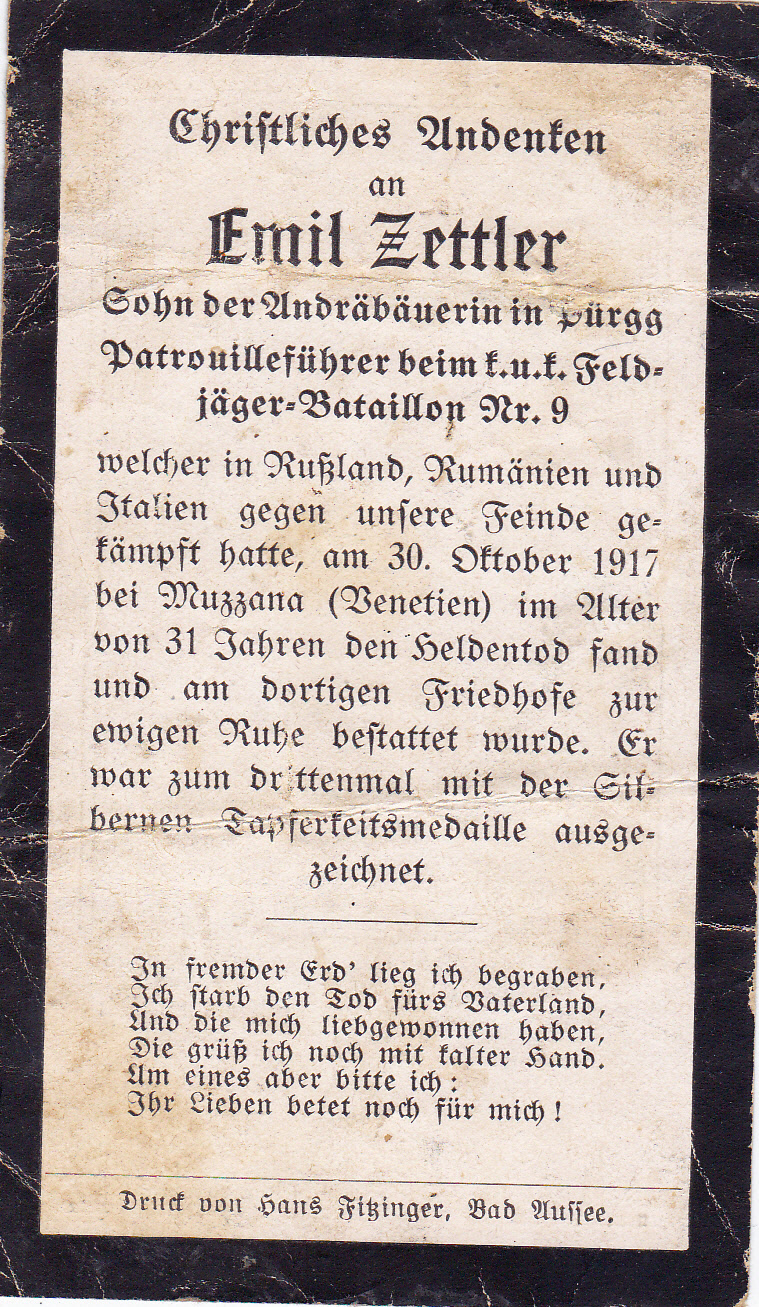 Christliches Andenken
an
Emil Zettler
Sohn der Andräbäuerin in Pürgg
Patrouilleführer beim k.u.k. Feld-
jäger-Bataillon Nr. 9
welcher in Rußland, Rumänien und
Italien gegen unsere Feinde ge-
kämpft hatte, am 30. Oktober 1917
bei Muzzana (Venetien) im Alter
von 31 Jahren den Heldentod fand
und am dortigen Friedhofe zur
ewigen Ruhe bestattet wurde. Er
war zum drittenmal mit der Sil-
bernen Tapferkeitsmedaille ausge-
zeichnet.
In fremder Erd' lieg ich begraben,
Ich starb den Tod fürs Vaterland,
Und die mich liebgewonnen haben,
Die grüß ich noch mit kalter Hand.
Um eines aber bitte ich:
Ihr Lieben betet noch für mich!
Druck von Hans Fitzinger, Bad Aussee.